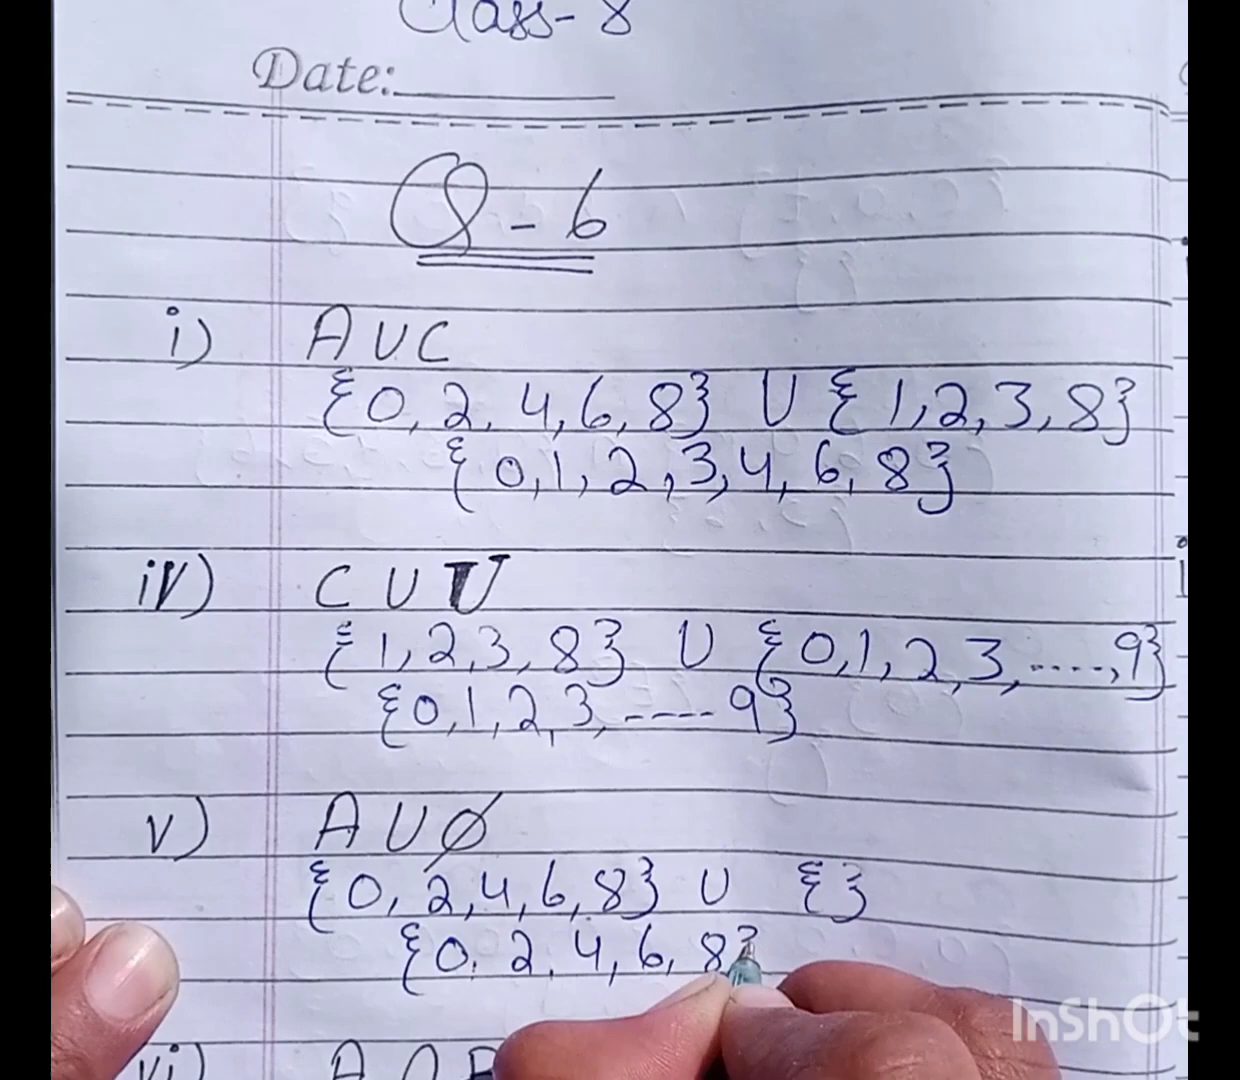 Class-8
Date:
Q-6
i) A ∪ C
{0, 2, 4, 6, 8} ∪ {1, 2, 3, 8}
{0, 1, 2, 3, 4, 6, 8}
iv) C ∪ U
{1, 2, 3, 8} ∪ {0, 1, 2, 3, ...., 9}
{0, 1, 2, 3, ---- 9}
v) A ∪ Ø
{0, 2, 4, 6, 8} ∪ { }
{0, 2, 4, 6, 8}
vi) A ∩
InShOt